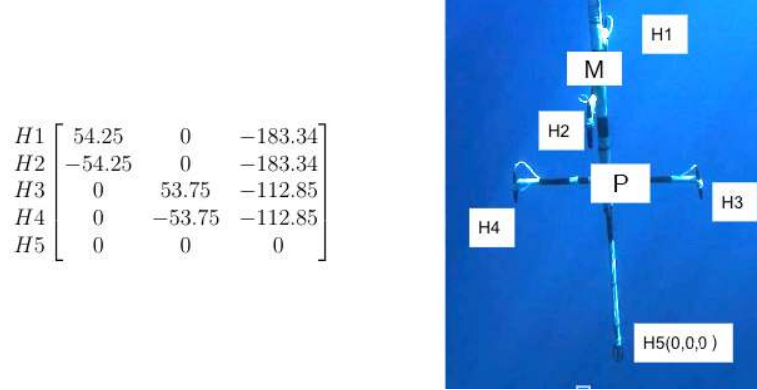 H1 54.25 0 −183.34
H2 −54.25 0 −183.34
H3 0 53.75 −112.85
H4 0 −53.75 −112.85
H5 0 0 0
H1
M
H2
P
H3
H4
H5(0,0,0 )